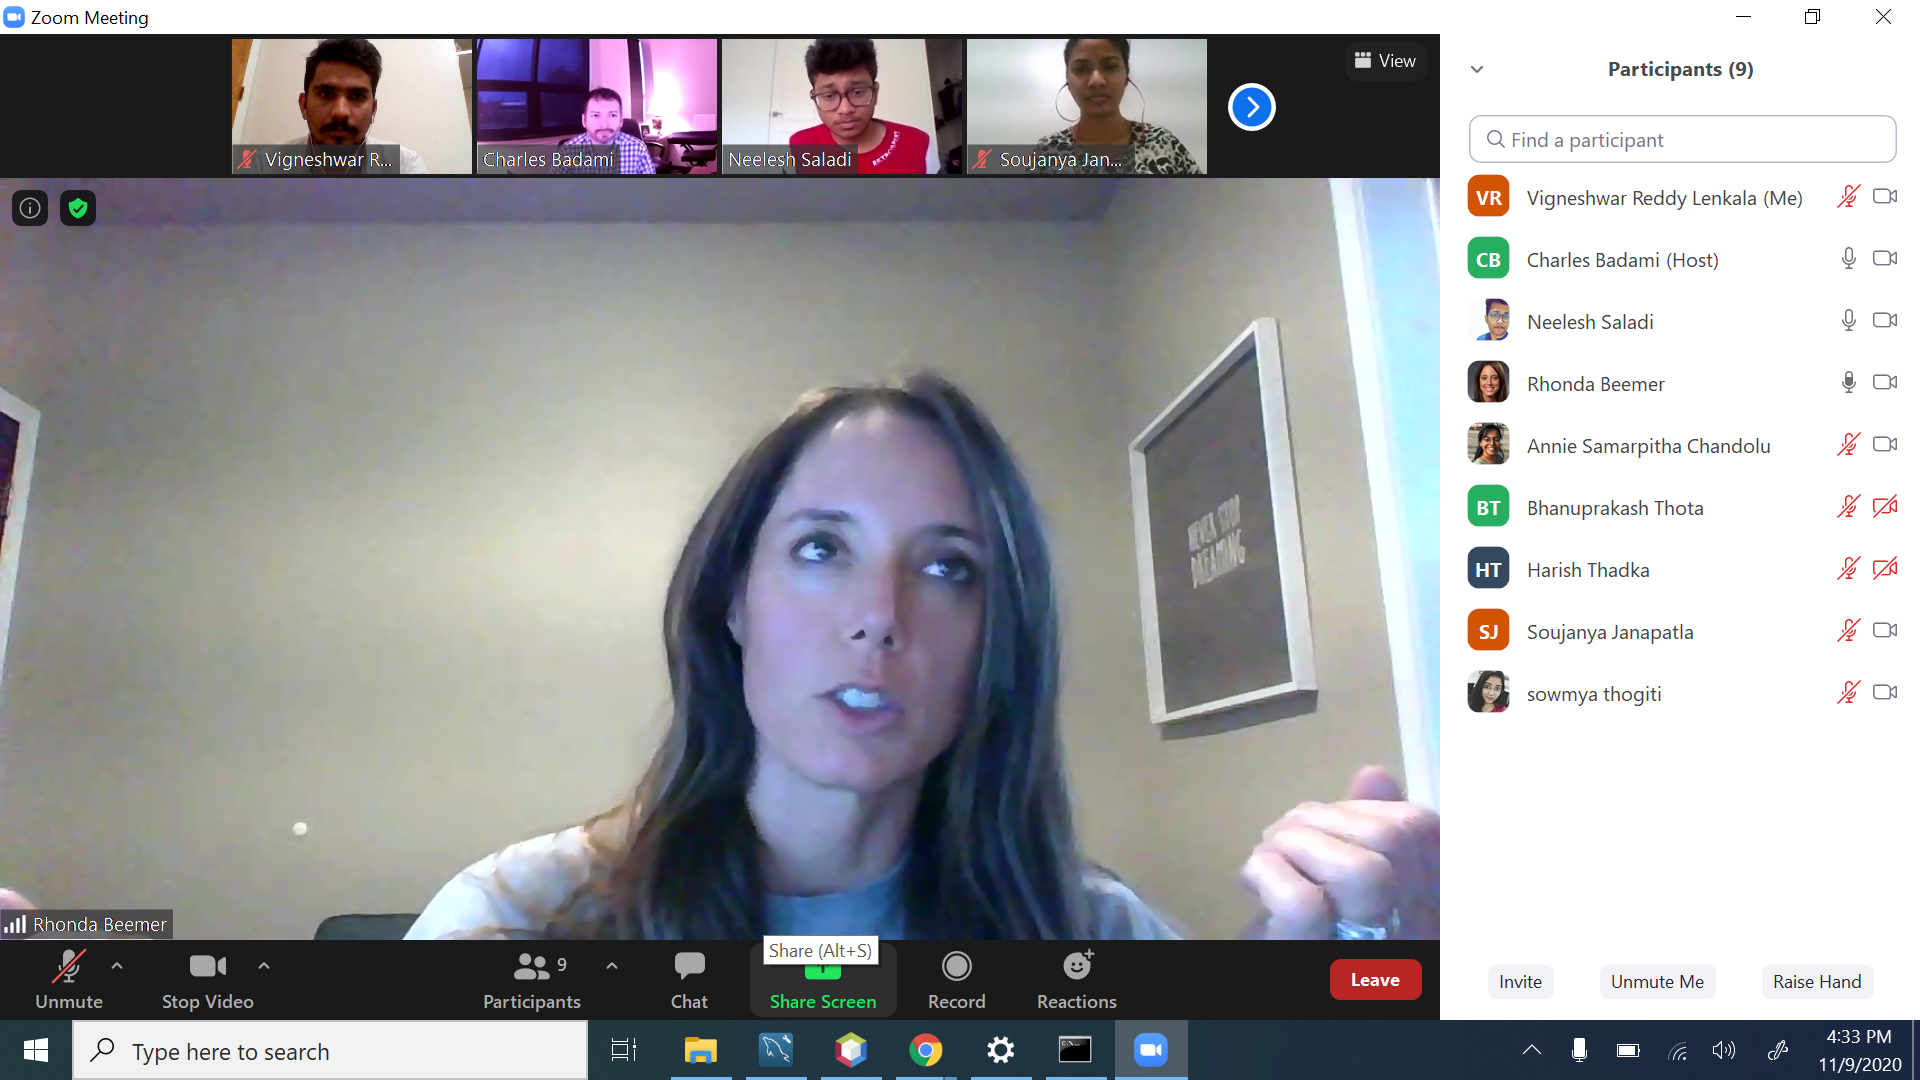 Zoom Meeting
Vigneshwar R...
Charles Badami
Neelesh Saladi
Soujanya Jan...
View
NEVER STOP
DREAMING
Rhonda Beemer
Share (Alt+S)
Unmute
Stop Video
9
Participants
Chat
Share Screen
Record
Reactions
Leave
Participants (9)
Find a participant
VR Vigneshwar Reddy Lenkala (Me)
CB Charles Badami (Host)
Neelesh Saladi
Rhonda Beemer
Annie Samarpitha Chandolu
BT Bhanuprakash Thota
HT Harish Thadka
SJ Soujanya Janapatla
sowmya thogiti
Invite
Unmute Me
Raise Hand
Type here to search
4:33 PM
11/9/2020